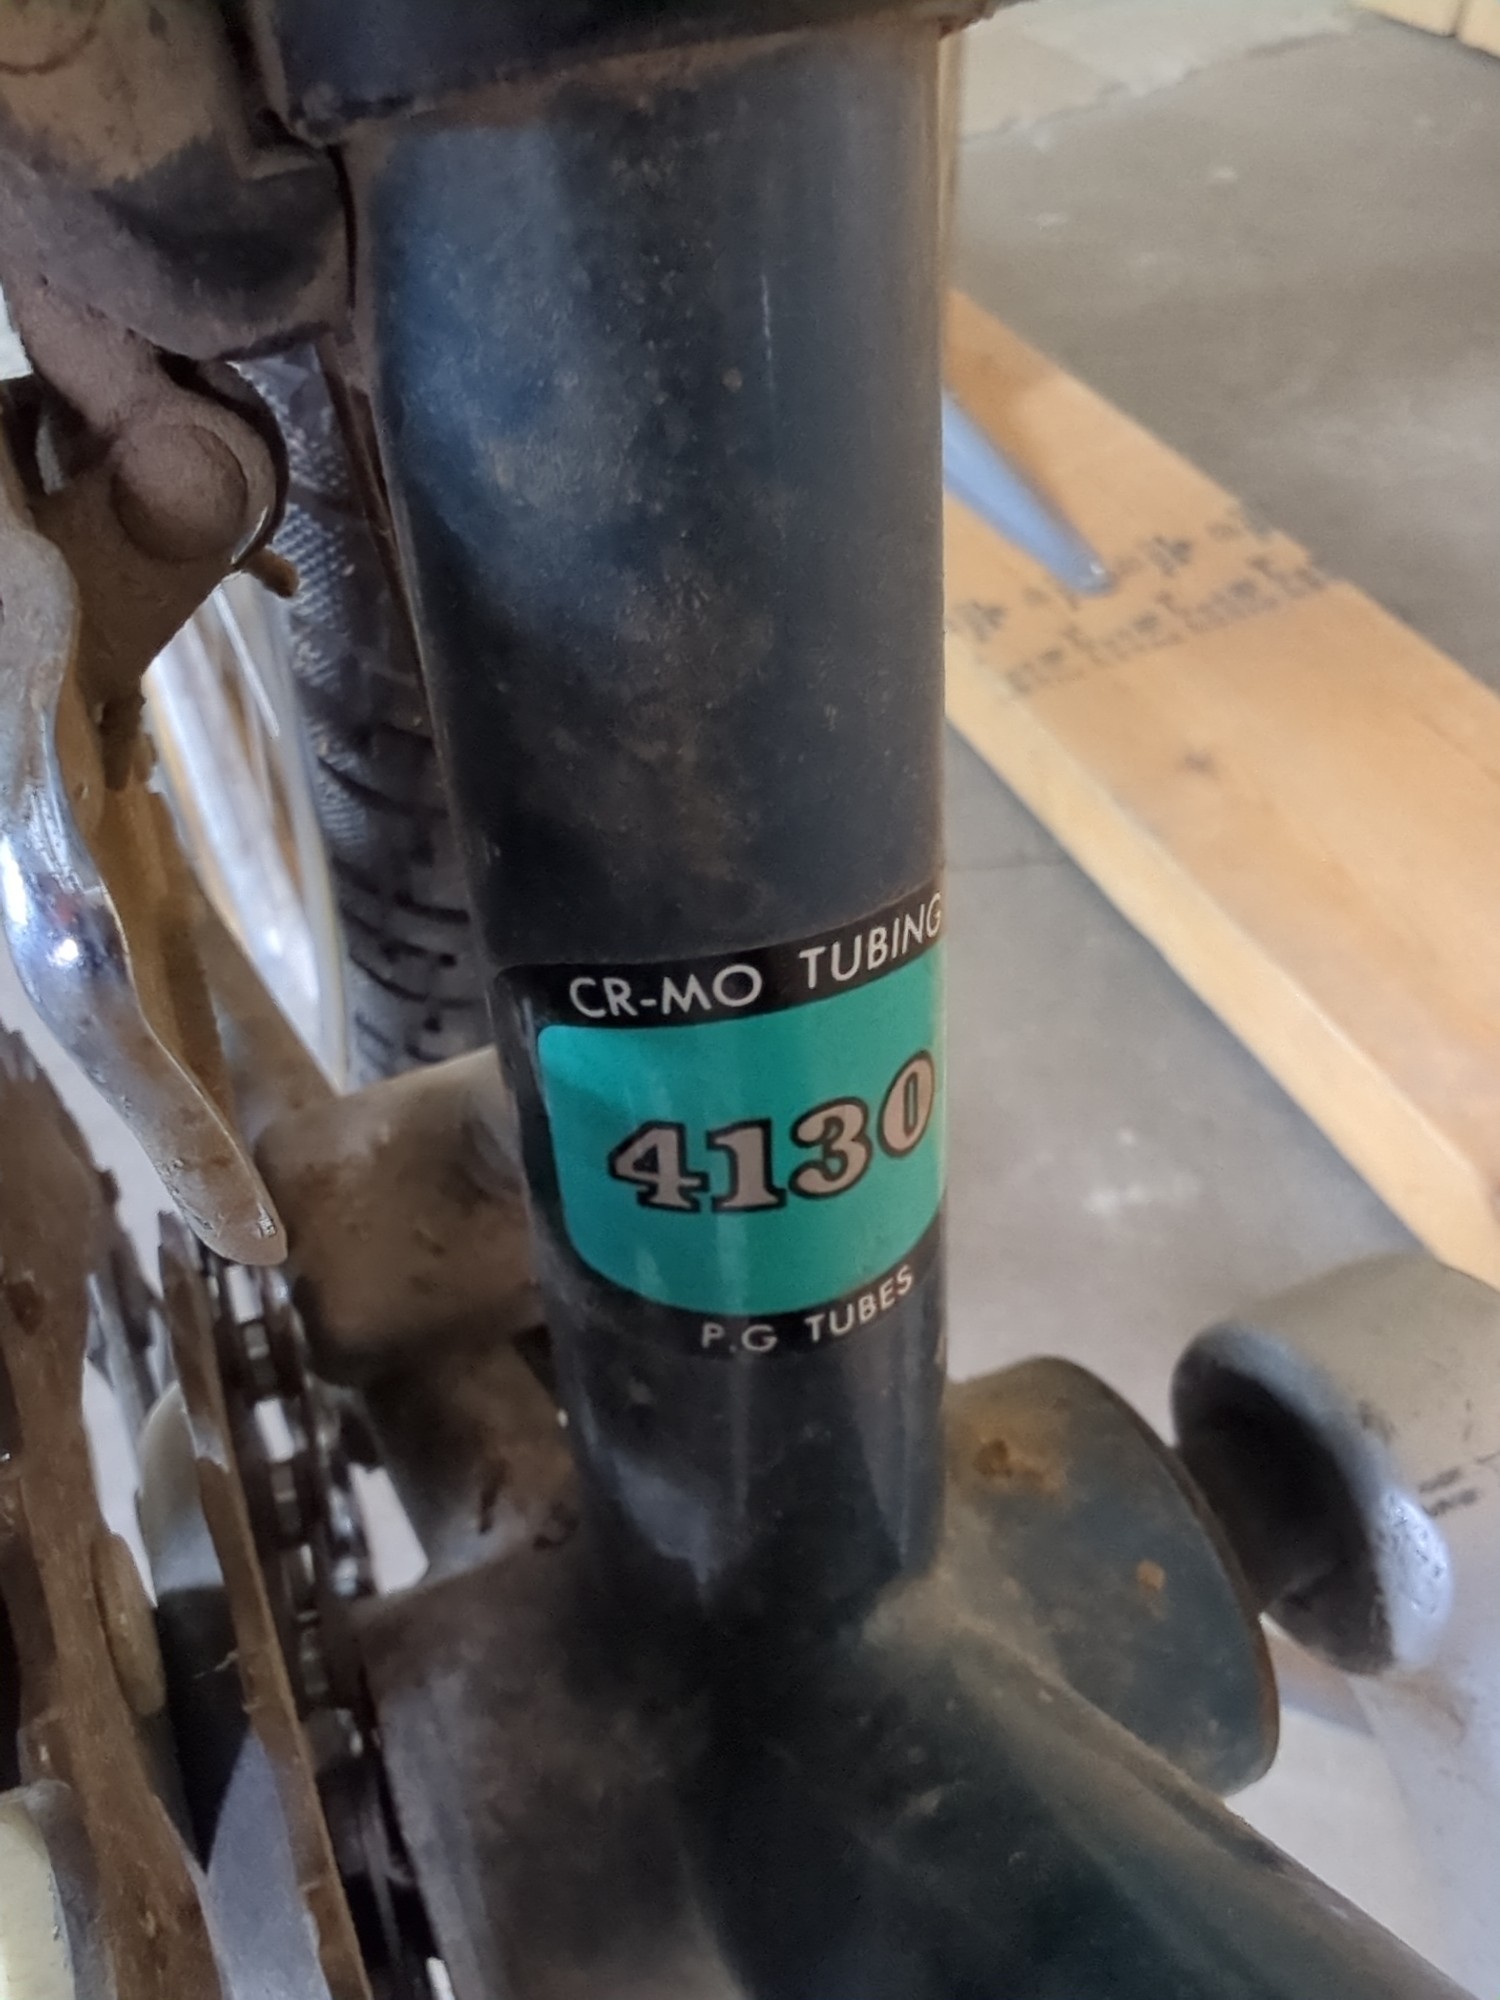 CR-MO TUBING
4130
P.G TUBES